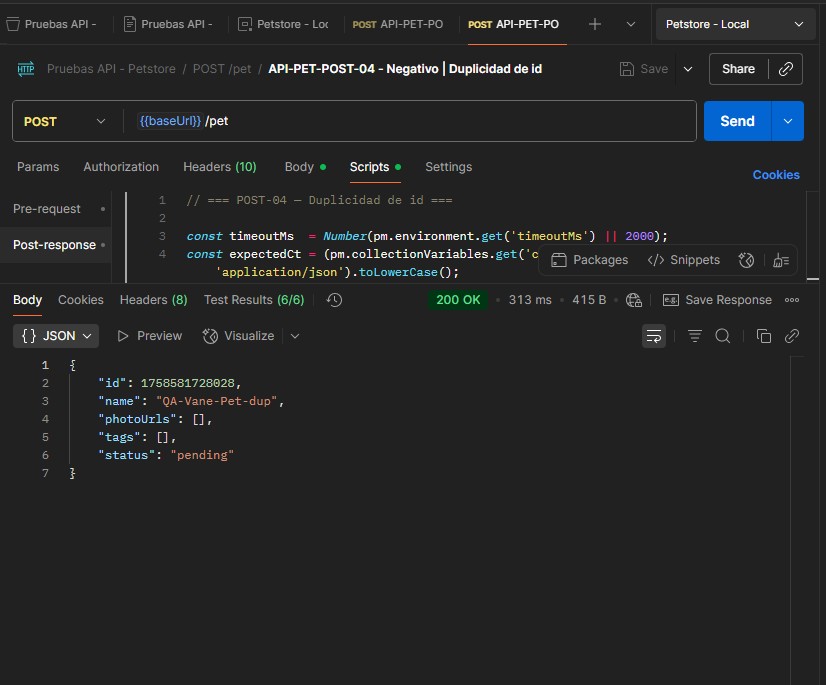 Pruebas API -
Pruebas API -
Petstore - Loc
POST API-PET-PO
POST API-PET-PO
Petstore - Local
HTTP Pruebas API - Petstore / POST /pet / API-PET-POST-04 - Negativo | Duplicidad de id
Save
Share
POST
{{baseUrl}} /pet
Send
Params Authorization Headers (10) Body Scripts Settings
Cookies
Pre-request
Post-response
1 // === POST-04 — Duplicidad de id ===
2
3 const timeoutMs = Number(pm.environment.get('timeoutMs') || 2000);
4 const expectedCt = (pm.collectionVariables.get('c
'application/json').toLowerCase();
Packages
Snippets
Body Cookies Headers (8) Test Results (6/6)
200 OK • 313 ms • 415 B
e.g. Save Response
{} JSON
Preview
Visualize
1 {
2 "id": 1758581728028,
3 "name": "QA-Vane-Pet-dup",
4 "photoUrls": [],
5 "tags": [],
6 "status": "pending"
7 }